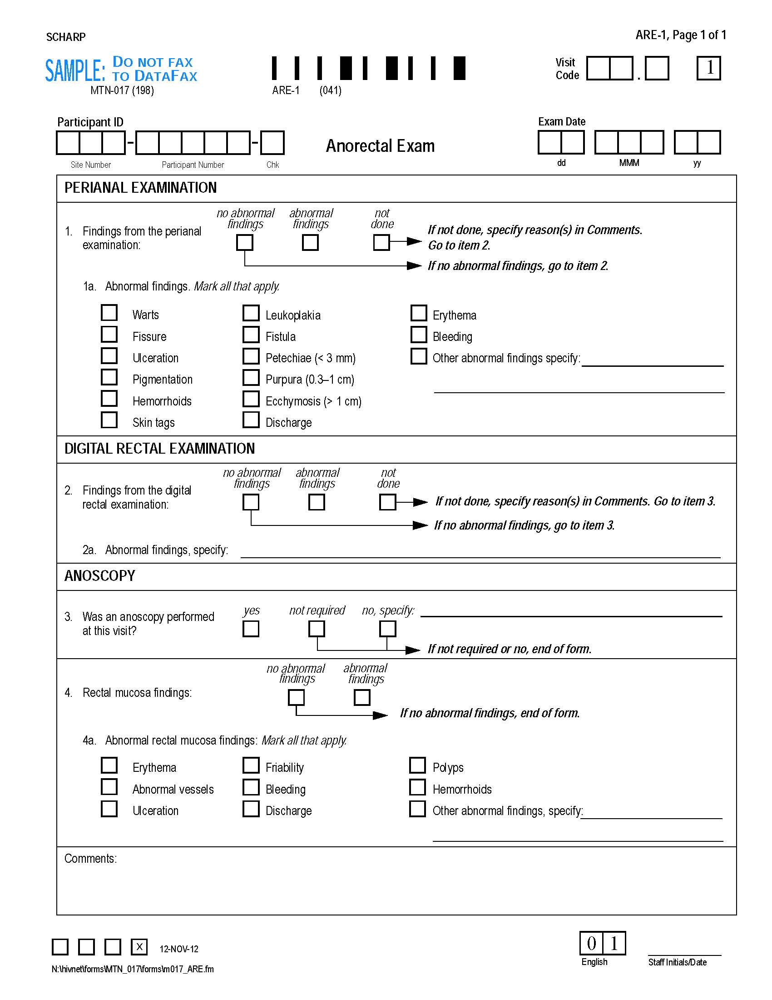 SCHARP
ARE-1, Page 1 of 1
SAMPLE: DO NOT FAX
TO DATAFAX
MTN-017 (198)
ARE-1 (041)
Visit
Code
. 1
Participant ID
Exam Date
- -
Anorectal Exam
Site Number Participant Number Chk
dd MMM yy
PERIANAL EXAMINATION
no abnormal findings abnormal findings not done
1. Findings from the perianal
examination:
If not done, specify reason(s) in Comments.
Go to item 2.
If no abnormal findings, go to item 2.
1a. Abnormal findings. Mark all that apply.
Warts Leukoplakia Erythema
Fissure Fistula Bleeding
Ulceration Petechiae (< 3 mm) Other abnormal findings specify:
Pigmentation Purpura (0.3–1 cm)
Hemorrhoids Ecchymosis (> 1 cm)
Skin tags Discharge
DIGITAL RECTAL EXAMINATION
no abnormal findings abnormal findings not done
2. Findings from the digital
rectal examination:
If not done, specify reason(s) in Comments. Go to item 3.
If no abnormal findings, go to item 3.
2a. Abnormal findings, specify:
ANOSCOPY
yes not required no, specify:
3. Was an anoscopy performed
at this visit?
If not required or no, end of form.
no abnormal findings abnormal findings
4. Rectal mucosa findings:
If no abnormal findings, end of form.
4a. Abnormal rectal mucosa findings: Mark all that apply.
Erythema Friability Polyps
Abnormal vessels Bleeding Hemorrhoids
Ulceration Discharge Other abnormal findings, specify:
Comments:
X 12-NOV-12
0 1
English
Staff Initials/Date
N:\hivnet\forms\MTN_017\forms\m017_ARE.fm